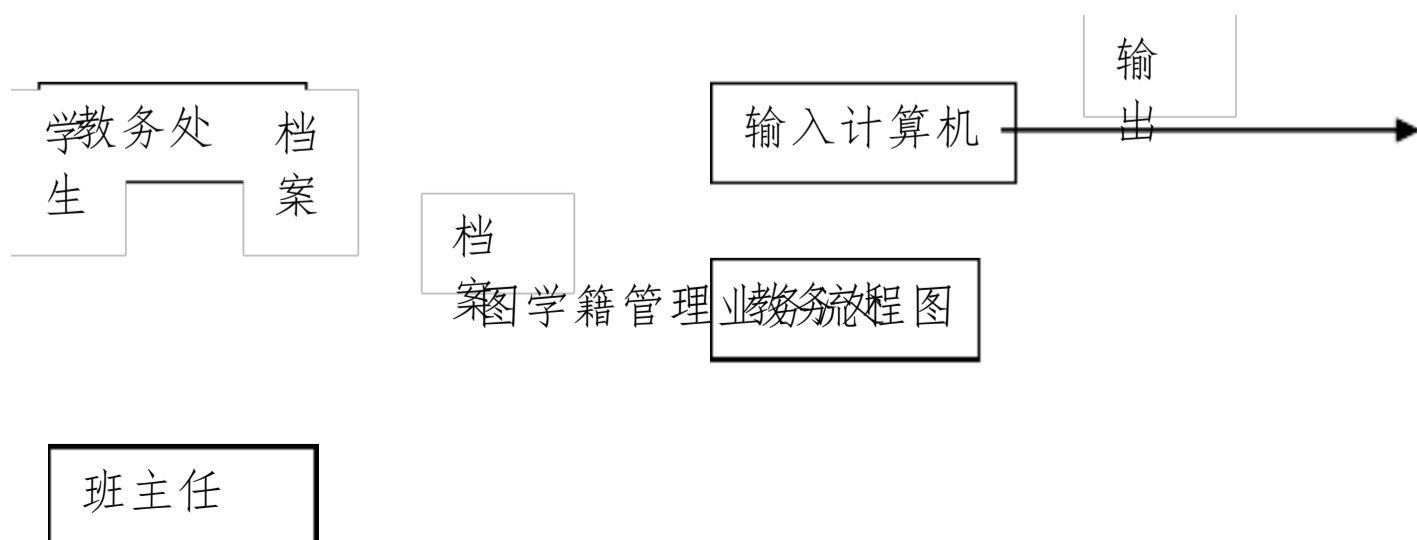 输
出
教务处
学
生
档
案
输入计算机
档
案
图学籍管理业务流程图
教务处
班主任